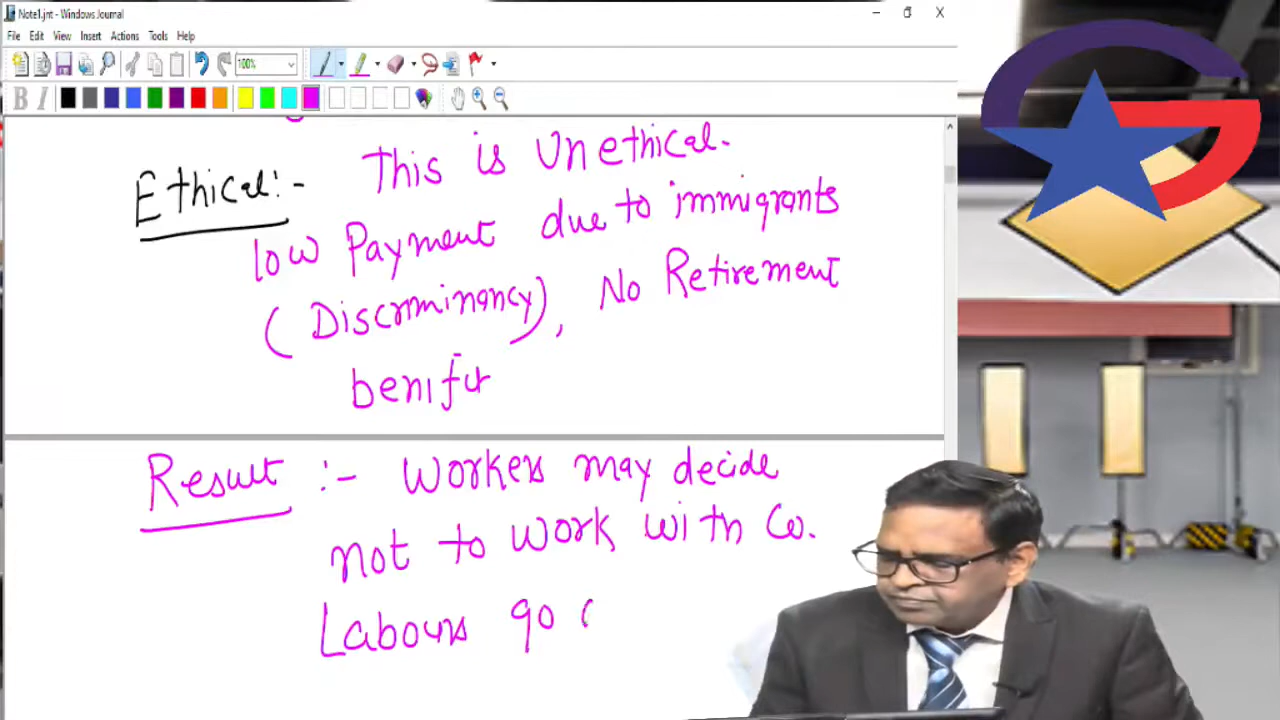 Note1.jnt - Windows Journal
File Edit View Insert Actions Tools Help
100%
B I
This is Unethical.
Ethical:-
low Payment due to immigrants
(Discrminancy), No Retirement
benifit
Result :- Workers may decide
not to work with Co.
Labours go